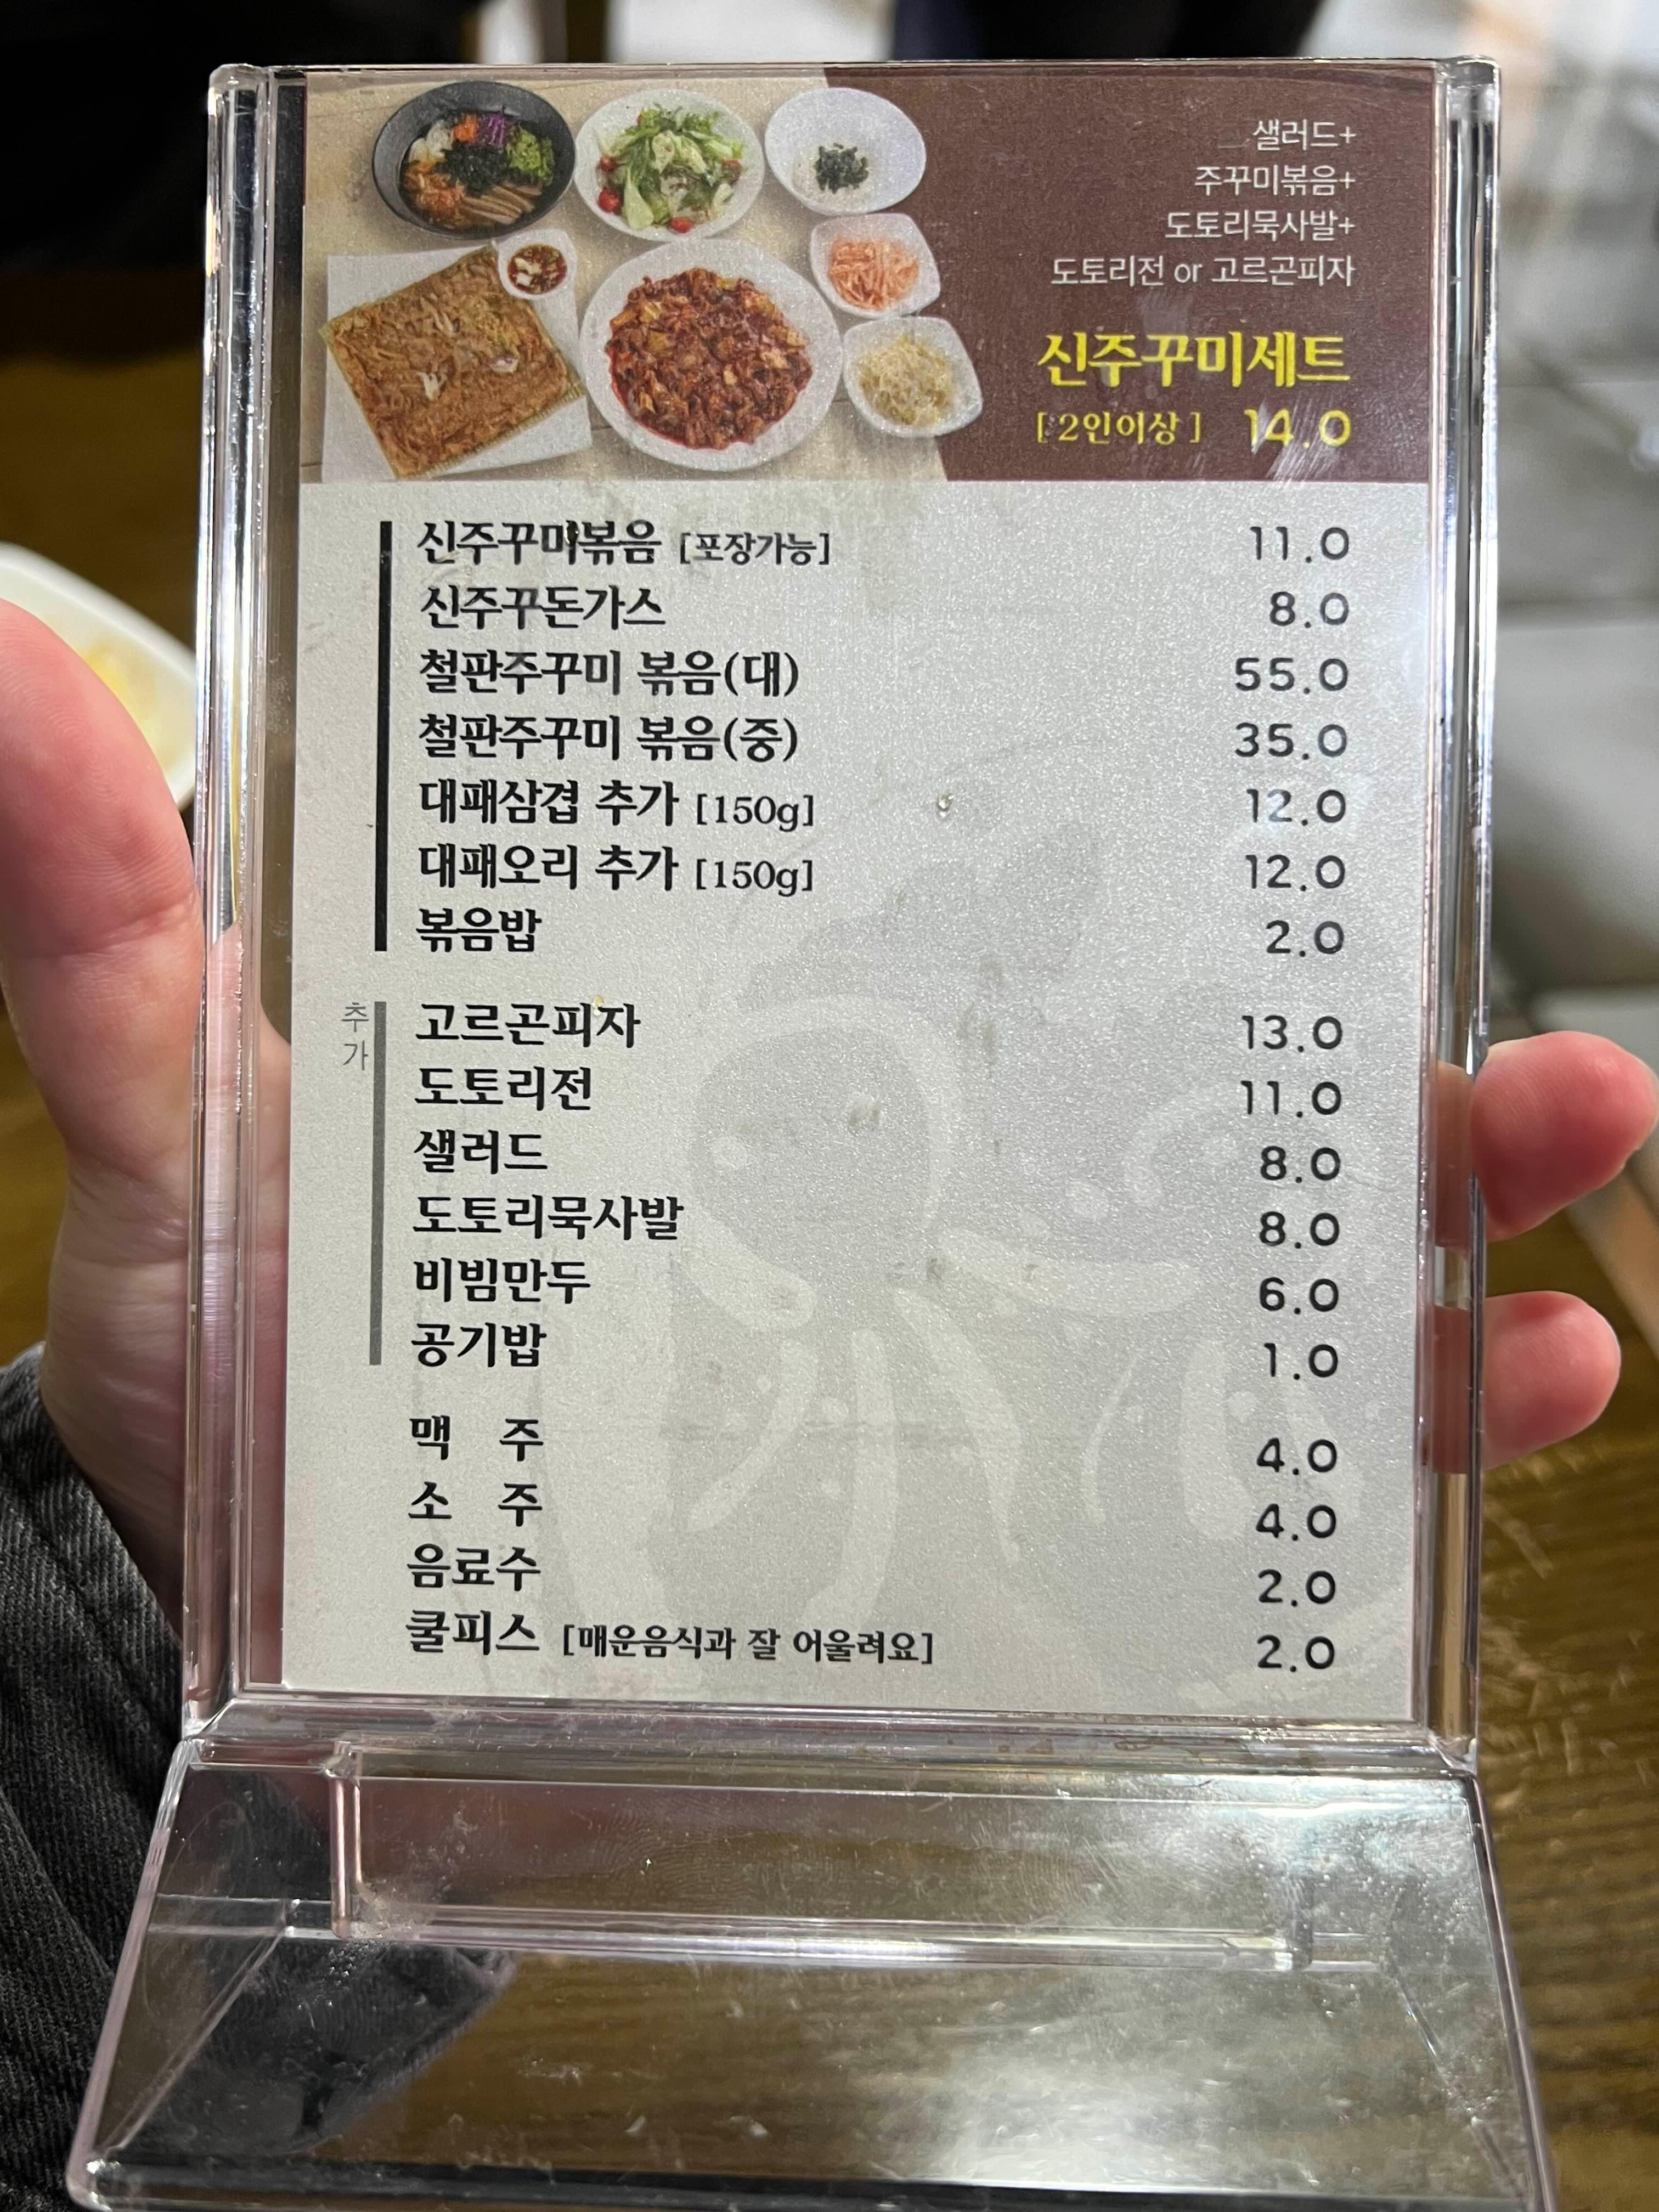 샐러드+
주꾸미볶음+
도토리묵사발+
도토리전 or 고르곤피자
신주꾸미세트
[2인이상] 14.0
신주꾸미볶음 [포장가능] 11.0
신주꾸돈가스 8.0
철판주꾸미 볶음(대) 55.0
철판주꾸미 볶음(중) 35.0
대패삼겹 추가 [150g] 12.0
대패오리 추가 [150g] 12.0
볶음밥 2.0
추가
고르곤피자 13.0
도토리전 11.0
샐러드 8.0
도토리묵사발 8.0
비빔만두 6.0
공기밥 1.0
맥 주 4.0
소 주 4.0
음료수 2.0
쿨피스 [매운음식과 잘 어울려요] 2.0